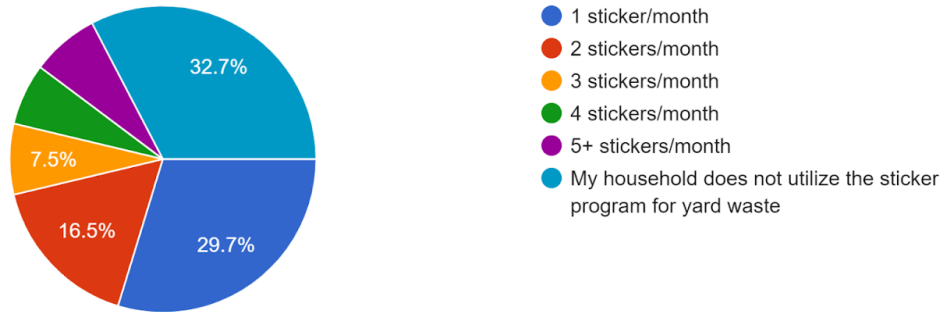 32.7%
7.5%
16.5%
29.7%
1 sticker/month
2 stickers/month
3 stickers/month
4 stickers/month
5+ stickers/month
My household does not utilize the sticker
program for yard waste